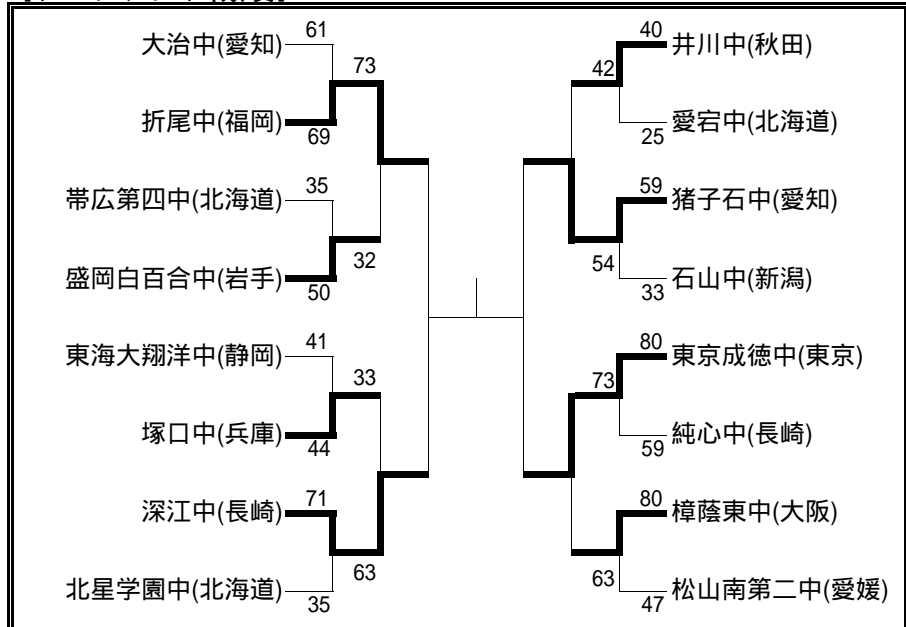 大治中(愛知)
61
73
折尾中(福岡)
69
帯広第四中(北海道)
35
32
盛岡白百合中(岩手)
50
東海大翔洋中(静岡)
41
33
塚口中(兵庫)
44
深江中(長崎)
71
63
北星学園中(北海道)
35
40
井川中(秋田)
42
25
愛宕中(北海道)
59
猪子石中(愛知)
54
33
石山中(新潟)
80
東京成徳中(東京)
73
59
純心中(長崎)
80
樟蔭東中(大阪)
63
47
松山南第二中(愛媛)